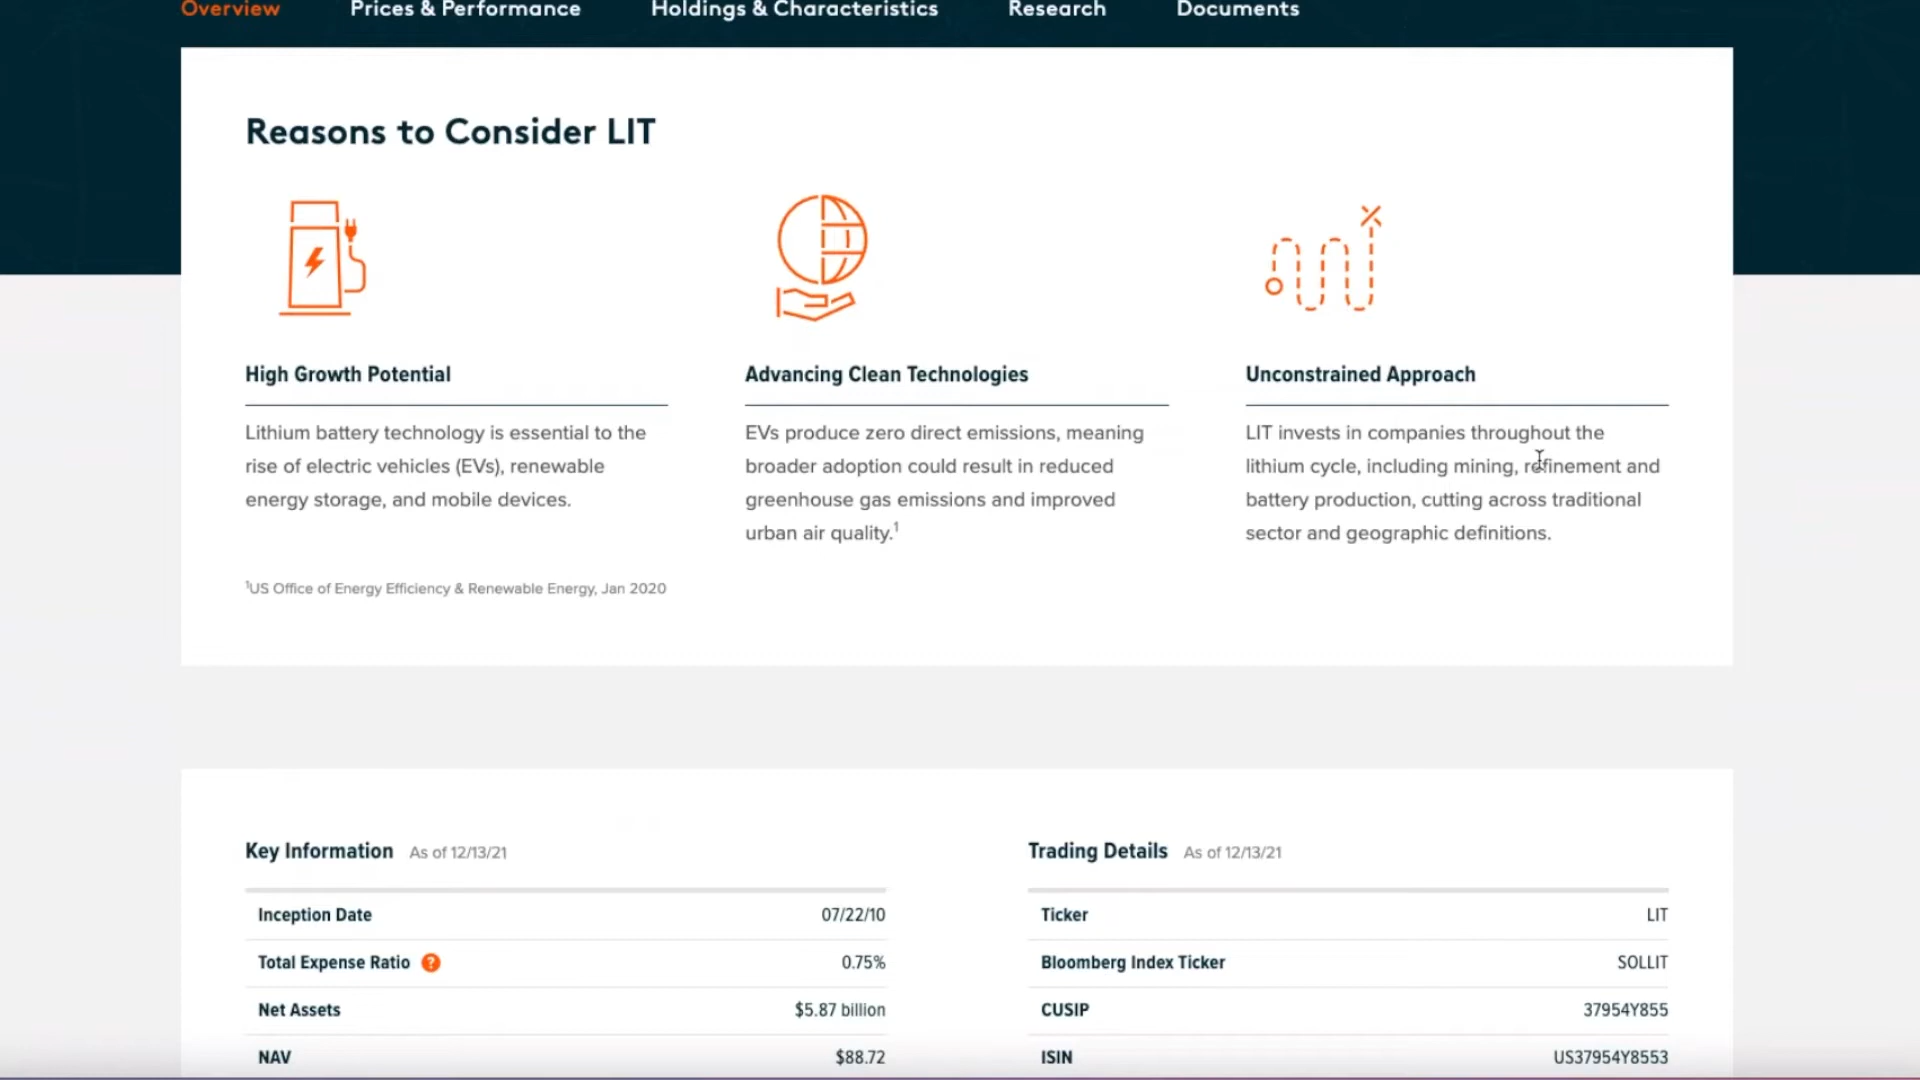 Overview Prices & Performance Holdings & Characteristics Research Documents
Reasons to Consider LIT
High Growth Potential
Lithium battery technology is essential to the
rise of electric vehicles (EVs), renewable
energy storage, and mobile devices.
Advancing Clean Technologies
EVs produce zero direct emissions, meaning
broader adoption could result in reduced
greenhouse gas emissions and improved
urban air quality.¹
Unconstrained Approach
LIT invests in companies throughout the
lithium cycle, including mining, refinement and
battery production, cutting across traditional
sector and geographic definitions.
¹US Office of Energy Efficiency & Renewable Energy, Jan 2020
Key Information As of 12/13/21
Inception Date 07/22/10
Total Expense Ratio ? 0.75%
Net Assets $5.87 billion
NAV $88.72
Trading Details As of 12/13/21
Ticker LIT
Bloomberg Index Ticker SOLLIT
CUSIP 37954Y855
ISIN US37954Y8553